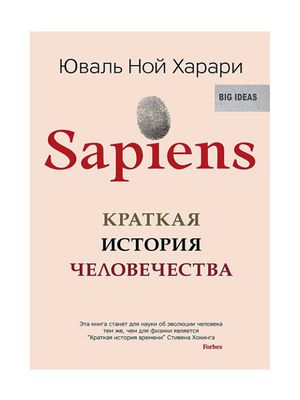 Юваль Ной Харари
BIG IDEAS
Sapiens
КРАТКАЯ
ИСТОРИЯ
ЧЕЛОВЕЧЕСТВА
Эта книга станет для науки об эволюции человека
тем же, чем для физики является
"Краткая история времени" Стивена Хокинга
Forbes